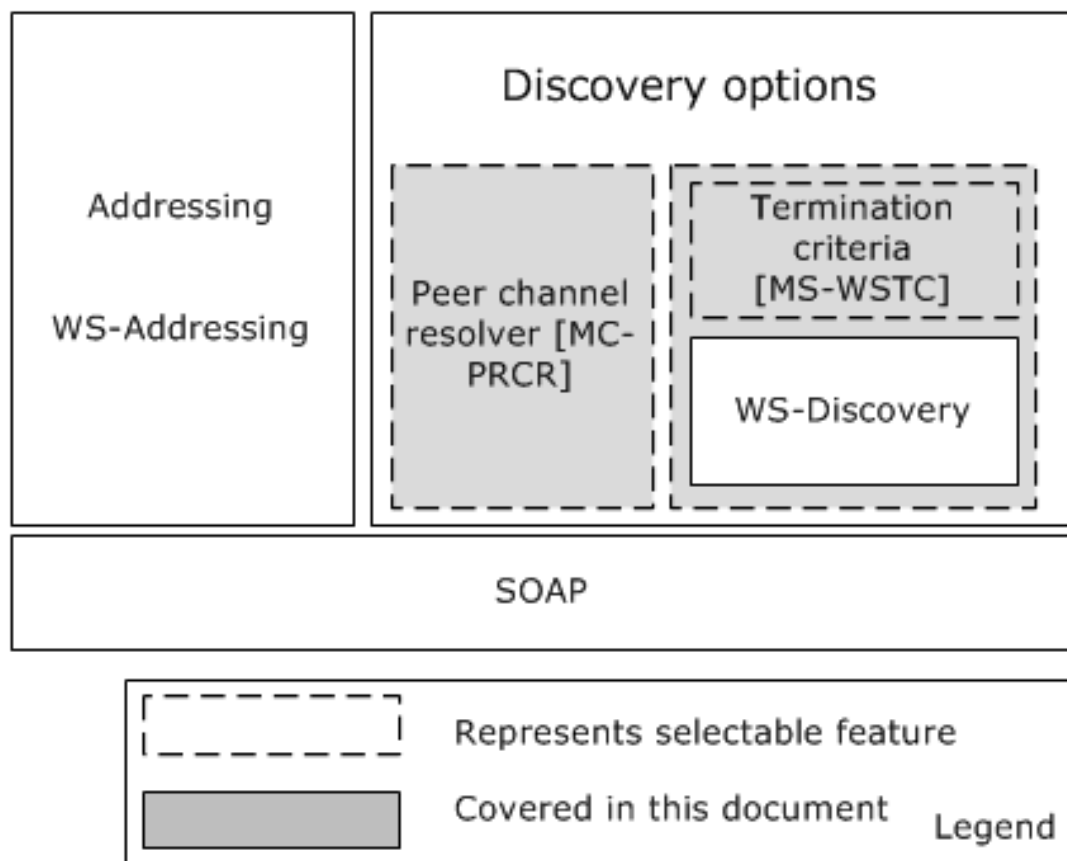 Addressing
WS-Addressing
Discovery options
Peer channel
resolver [MC-
PRCR]
Termination
criteria
[MS-WSTC]
WS-Discovery
SOAP
Represents selectable feature
Covered in this document
Legend